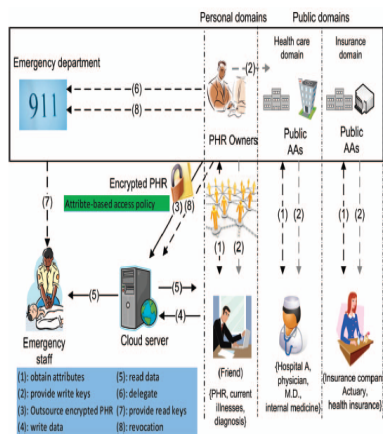 Personal domains
Public domains
Health care
domain
Insurance
domain
Emergency department
911
(6)
(8)
(2)
PHR Owners
Public
AAs
Public
AAs
Encrypted PHR
(7)
Attribte-based access policy
(3)
(8)
(1)
(2)
(1)
(2)
(1)
(2)
(5)
(5)
(4)
Emergency
staff
Cloud server
(Friend)
{PHR, current
illnesses,
diagnosis}
{Hospital A,
physician,
M.D.,
internal medicine}
{Insurance company
Actuary,
health insurance}
(1): obtain attributes
(2): provide write keys
(3): Outsource encrypted PHR
(4): write data
(5): read data
(6): delegate
(7): provide read keys
(8): revocation